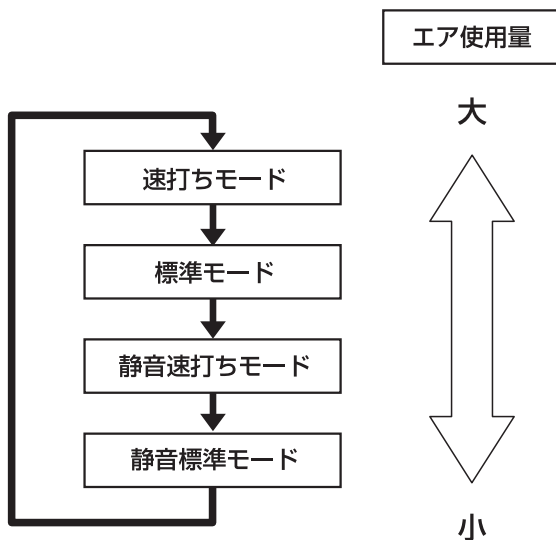 エア使用量
大
速打ちモード
標準モード
静音速打ちモード
静音標準モード
小